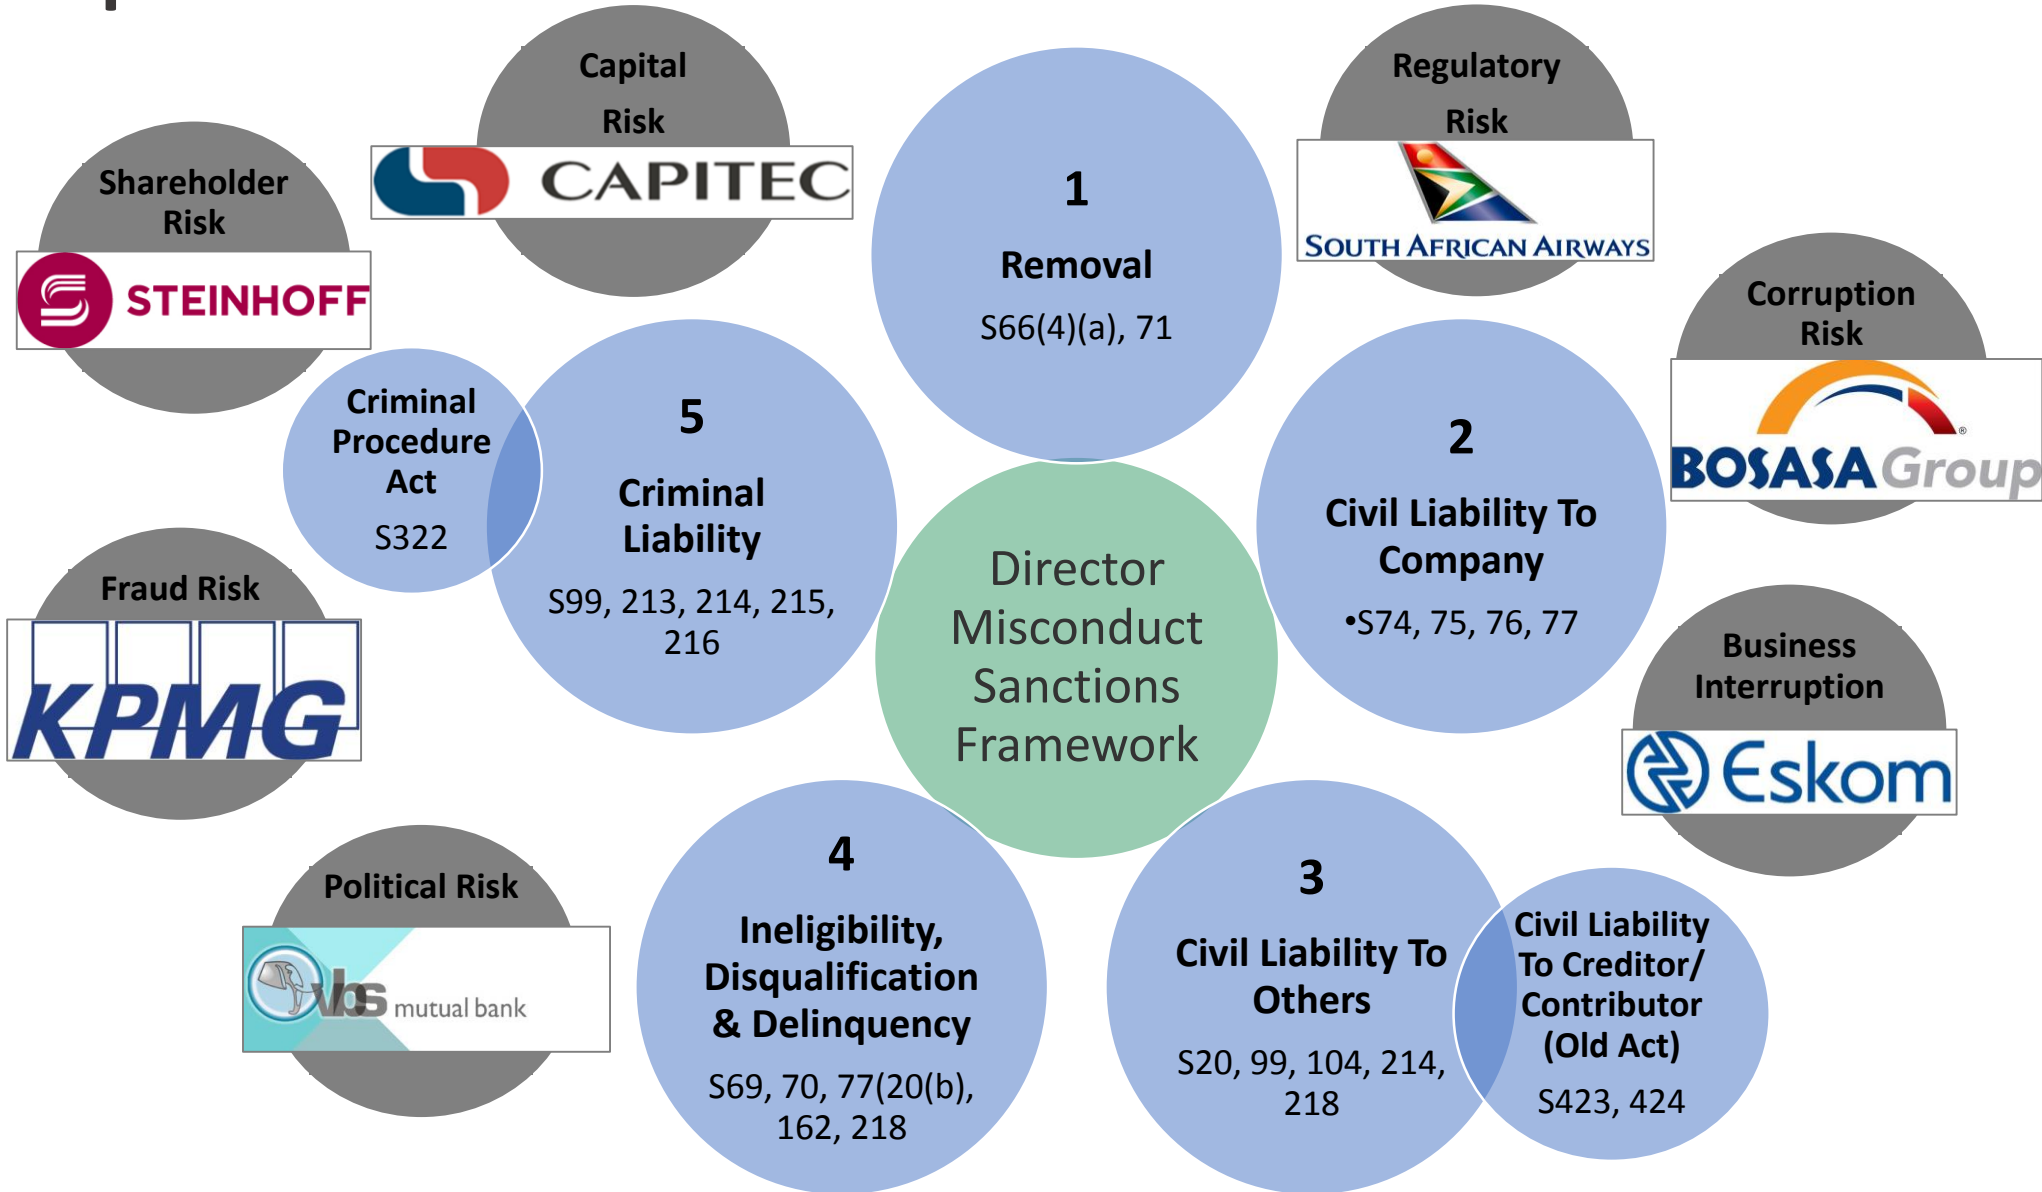 Capital
Risk
CAPITEC
1
Removal
S66(4)(a), 71
Regulatory
Risk
SOUTH AFRICAN AIRWAYS
Shareholder
Risk
STEINHOFF
Corruption
Risk
BOSASA Group
®
Criminal
Procedure
Act
S322
5
Criminal
Liability
S99, 213, 214, 215,
216
2
Civil Liability To
Company
•S74, 75, 76, 77
Director
Misconduct
Sanctions
Framework
Fraud Risk
KPMG
Business
Interruption
Eskom
Political Risk
vbs mutual bank
4
Ineligibility,
Disqualification
& Delinquency
S69, 70, 77(20(b),
162, 218
3
Civil Liability To
Others
S20, 99, 104, 214,
218
Civil Liability
To Creditor/
Contributor
(Old Act)
S423, 424